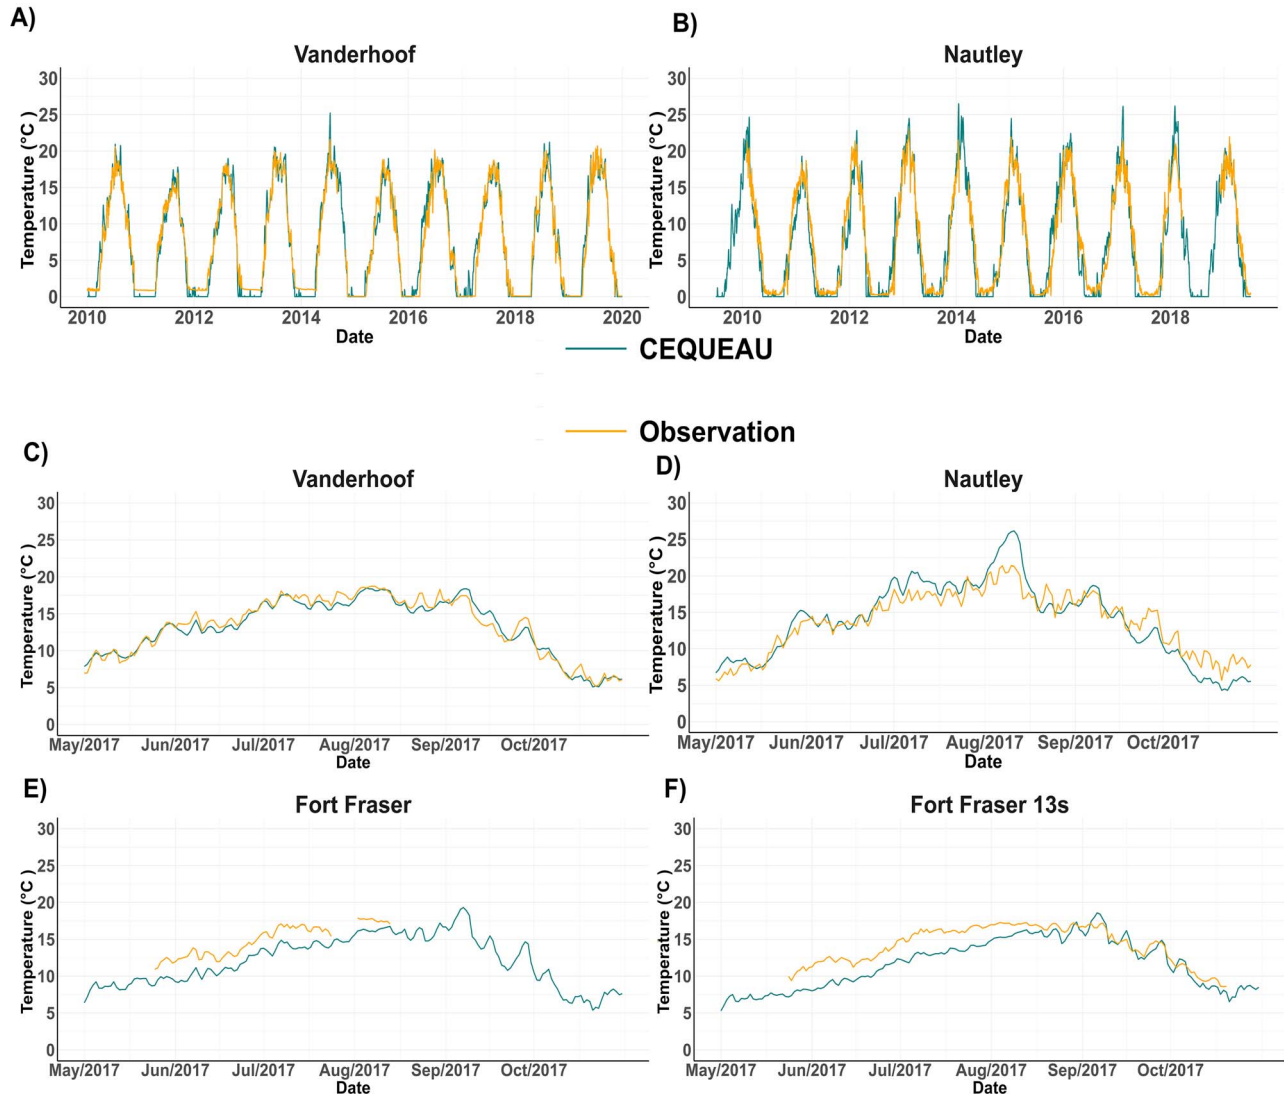 A)
Vanderhoof
Temperature (°C )
30
25
20
15
10
5
0
2010 2012 2014 2016 2018 2020
Date
B)
Nautley
Temperature (°C )
30
25
20
15
10
5
0
2010 2012 2014 2016 2018
Date
CEQUEAU
Observation
C)
Vanderhoof
Temperature (°C )
30
25
20
15
10
5
0
May/2017 Jun/2017 Jul/2017 Aug/2017 Sep/2017 Oct/2017
Date
D)
Nautley
Temperature (°C )
30
25
20
15
10
5
0
May/2017 Jun/2017 Jul/2017 Aug/2017 Sep/2017 Oct/2017
Date
E)
Fort Fraser
Temperature (°C )
30
25
20
15
10
5
0
May/2017 Jun/2017 Jul/2017 Aug/2017 Sep/2017 Oct/2017
Date
F)
Fort Fraser 13s
Temperature (°C )
30
25
20
15
10
5
0
May/2017 Jun/2017 Jul/2017 Aug/2017 Sep/2017 Oct/2017
Date